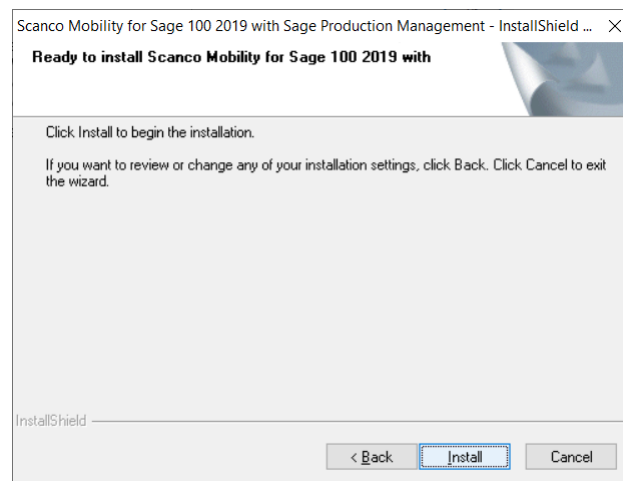 Scanco Mobility for Sage 100 2019 with Sage Production Management - InstallShield ...
Ready to install Scanco Mobility for Sage 100 2019 with
Click Install to begin the installation.
If you want to review or change any of your installation settings, click Back. Click Cancel to exit
the wizard.
InstallShield
< Back Install Cancel